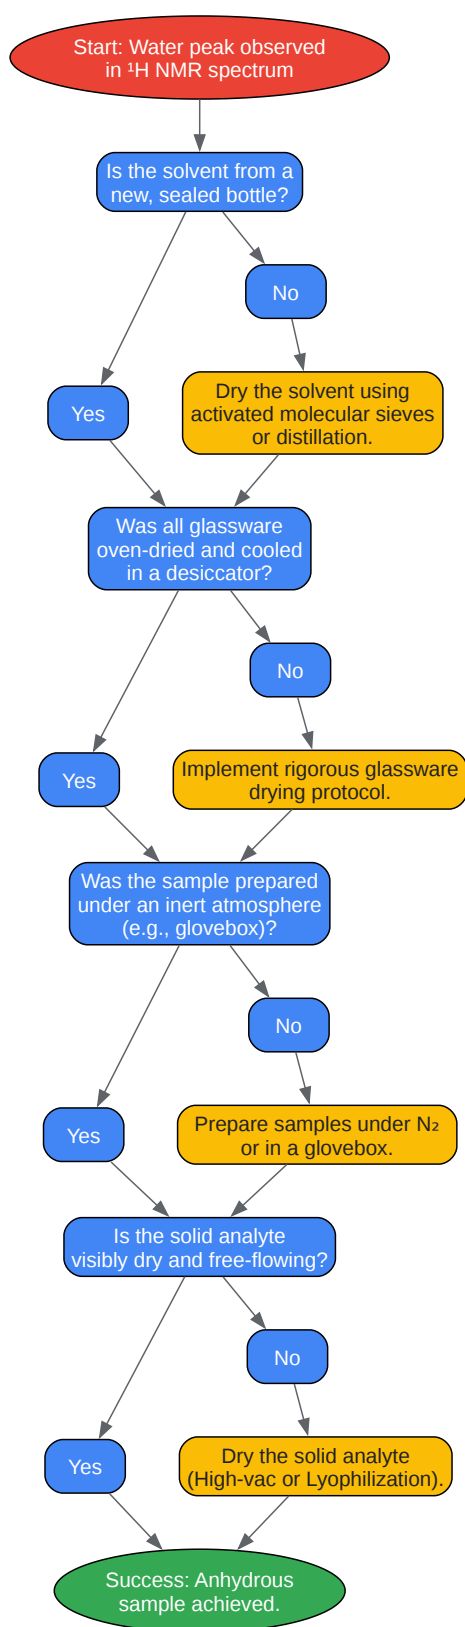 Start: Water peak observed
in ¹H NMR spectrum
Is the solvent from a
new, sealed bottle?
No
Yes
Dry the solvent using
activated molecular sieves
or distillation.
Was all glassware
oven-dried and cooled
in a desiccator?
No
Yes
Implement rigorous glassware
drying protocol.
Was the sample prepared
under an inert atmosphere
(e.g., glovebox)?
No
Yes
Prepare samples under N₂
or in a glovebox.
Is the solid analyte
visibly dry and free-flowing?
No
Yes
Dry the solid analyte
(High-vac or Lyophilization).
Success: Anhydrous
sample achieved.